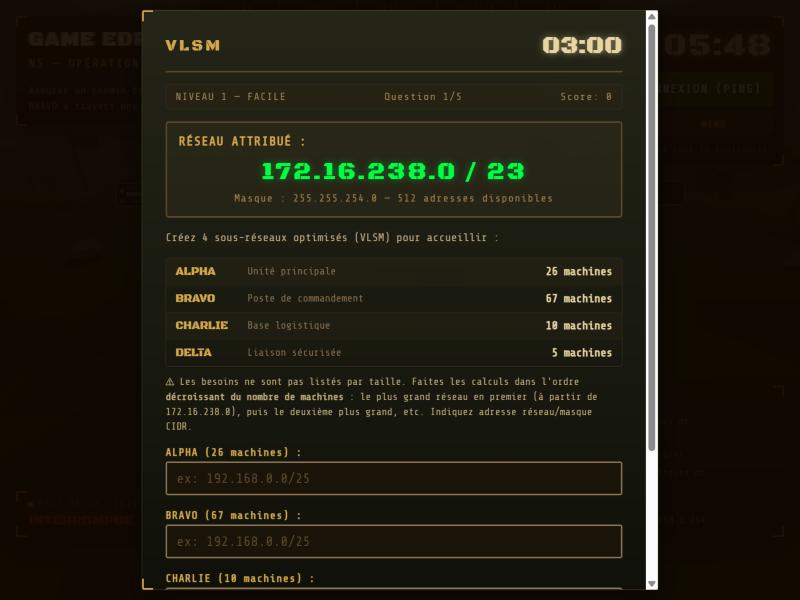 VLSM
03:00
NIVEAU 1 — FACILE
Question 1/5
Score: 0
RÉSEAU ATTRIBUÉ :
172.16.238.0 / 23
Masque : 255.255.254.0 — 512 adresses disponibles
Créez 4 sous-réseaux optimisés (VLSM) pour accueillir :
ALPHA Unité principale 26 machines
BRAVO Poste de commandement 67 machines
CHARLIE Base logistique 10 machines
DELTA Liaison sécurisée 5 machines
⚠ Les besoins ne sont pas listés par taille. Faites les calculs dans l'ordre
décroissant du nombre de machines : le plus grand réseau en premier (à partir de
172.16.238.0), puis le deuxième plus grand, etc. Indiquez adresse réseau/masque
CIDR.
ALPHA (26 machines) :
ex: 192.168.0.0/25
BRAVO (67 machines) :
ex: 192.168.0.0/25
CHARLIE (10 machines) :
GAME
05:48
(PING)